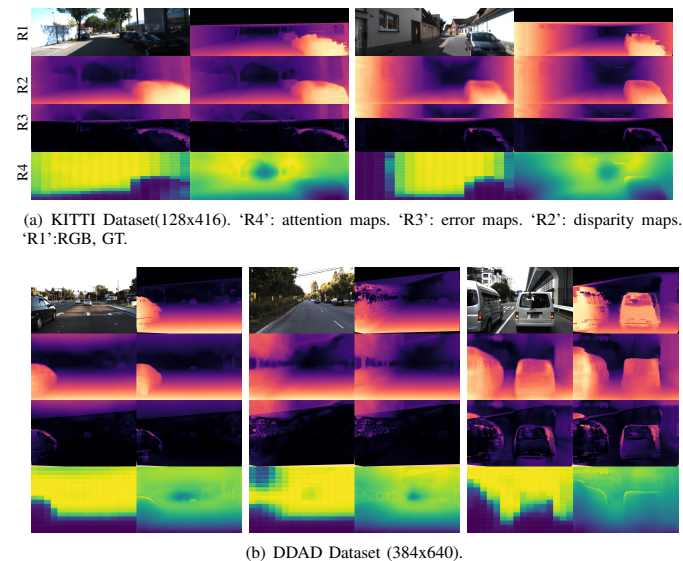 R1
R2
R3
R4
(a) KITTI Dataset(128x416). ‘R4’: attention maps. ‘R3’: error maps. ‘R2’: disparity maps.
‘R1’:RGB, GT.
(b) DDAD Dataset (384x640).